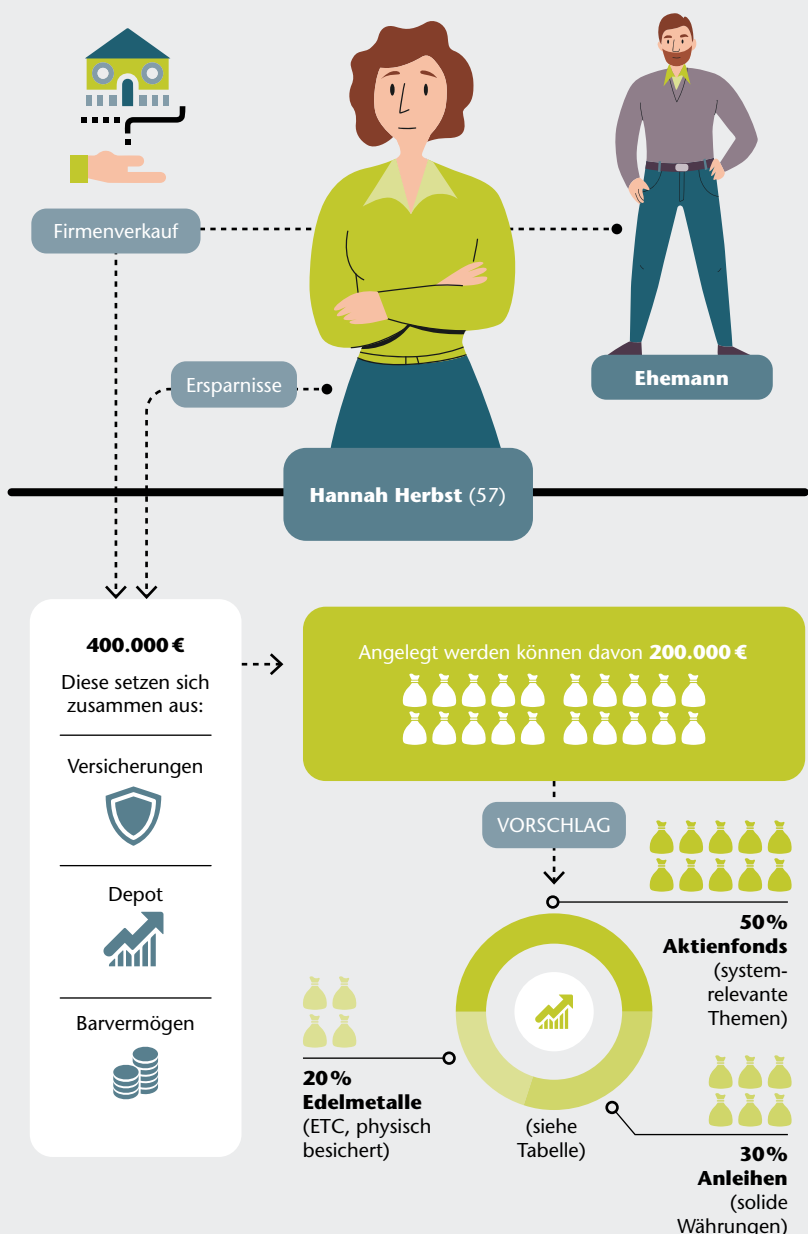 Firmenverkauf
Ersparnisse
Ehemann
Hannah Herbst (57)
400.000 €
Diese setzen sich
zusammen aus:
Versicherungen
Depot
Barvermögen
Angelegt werden können davon 200.000 €
VORSCHLAG
50 %
Aktienfonds
(system-
relevante
Themen)
20 %
Edelmetalle
(ETC, physisch
besichert)
(siehe
Tabelle)
30 %
Anleihen
(solide
Währungen)